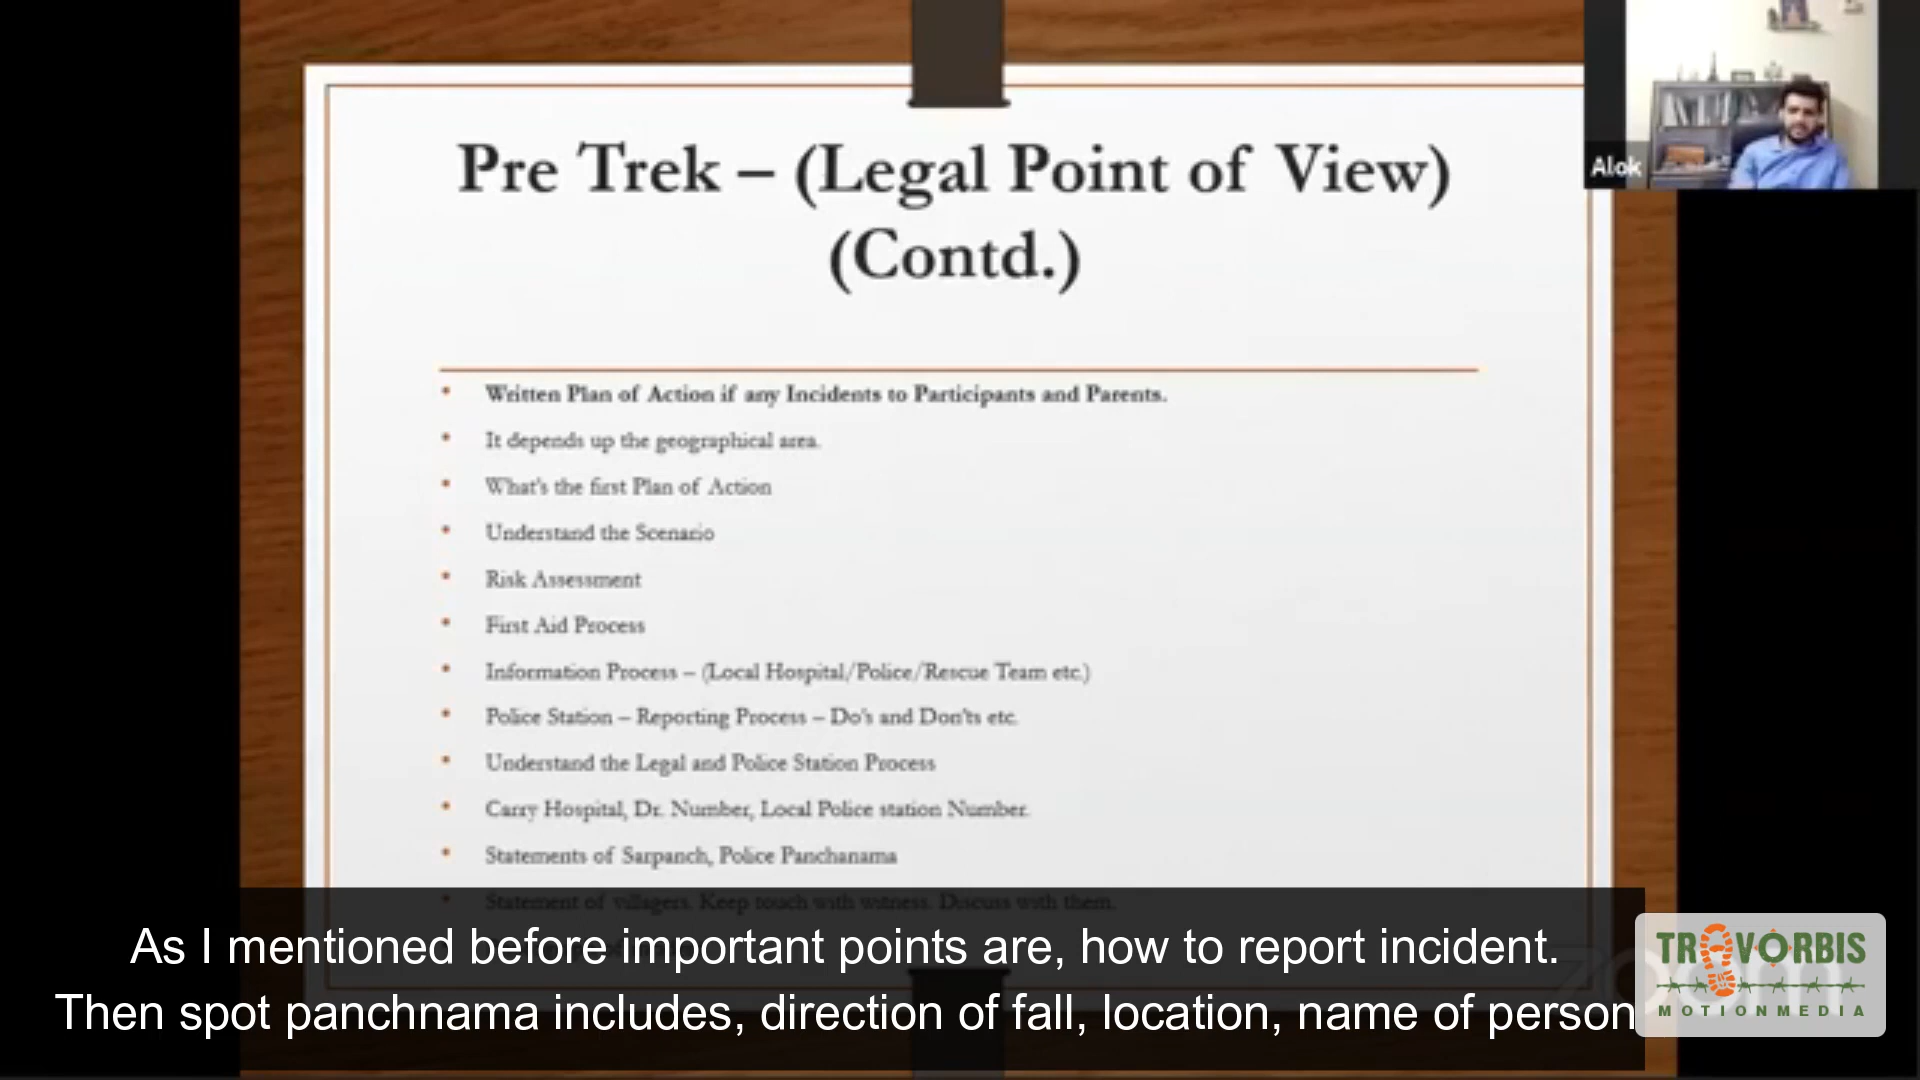 Pre Trek – (Legal Point of View)
(Contd.)
Alok
• Written Plan of Action if any Incidents to Participants and Parents.
• It depends up the geographical area.
• What's the first Plan of Action
• Understand the Scenario
• Risk Assessment
• First Aid Process
• Information Process – (Local Hospital/Police/Rescue Team etc.)
• Police Station – Reporting Process – Do's and Don'ts etc.
• Understand the Legal and Police Station Process
• Carry Hospital, Dr. Number, Local Police station Number.
• Statements of Sarpanch, Police Panchanama
• Statement of villagers. Keep touch with witness. Discuss with them.
As I mentioned before important points are, how to report incident.
Then spot panchnama includes, direction of fall, location, name of person
zoom
TRAVORBIS
MOTIONMEDIA